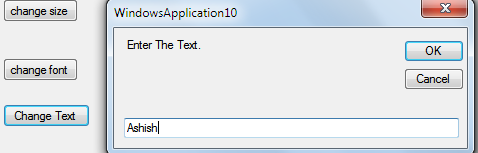 change size
change font
Change Text
WindowsApplication10
Enter The Text.
OK
Cancel
Ashish